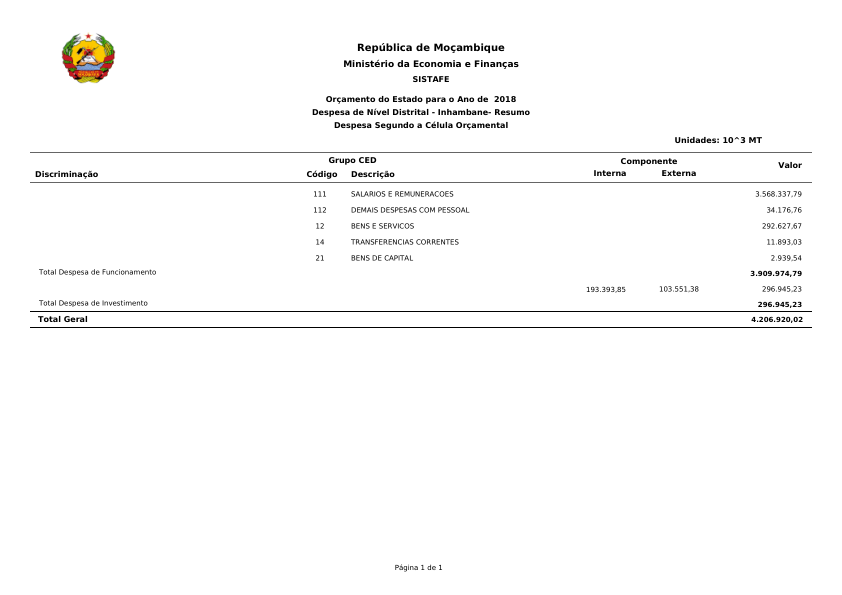 República de Moçambique
Ministério da Economia e Finanças
SISTAFE
Orçamento do Estado para o Ano de 2018
Despesa de Nível Distrital - Inhambane- Resumo
Despesa Segundo a Célula Orçamental
Unidades: 10^3 MT
Grupo CED Componente Valor
Discriminação Código Descrição Interna Externa
111 SALARIOS E REMUNERACOES 3.568.337,79
112 DEMAIS DESPESAS COM PESSOAL 34.176,76
12 BENS E SERVICOS 292.627,67
14 TRANSFERENCIAS CORRENTES 11.893,03
21 BENS DE CAPITAL 2.939,54
Total Despesa de Funcionamento 3.909.974,79
193.393,85 103.551,38 296.945,23
Total Despesa de Investimento 296.945,23
Total Geral 4.206.920,02
Página 1 de 1